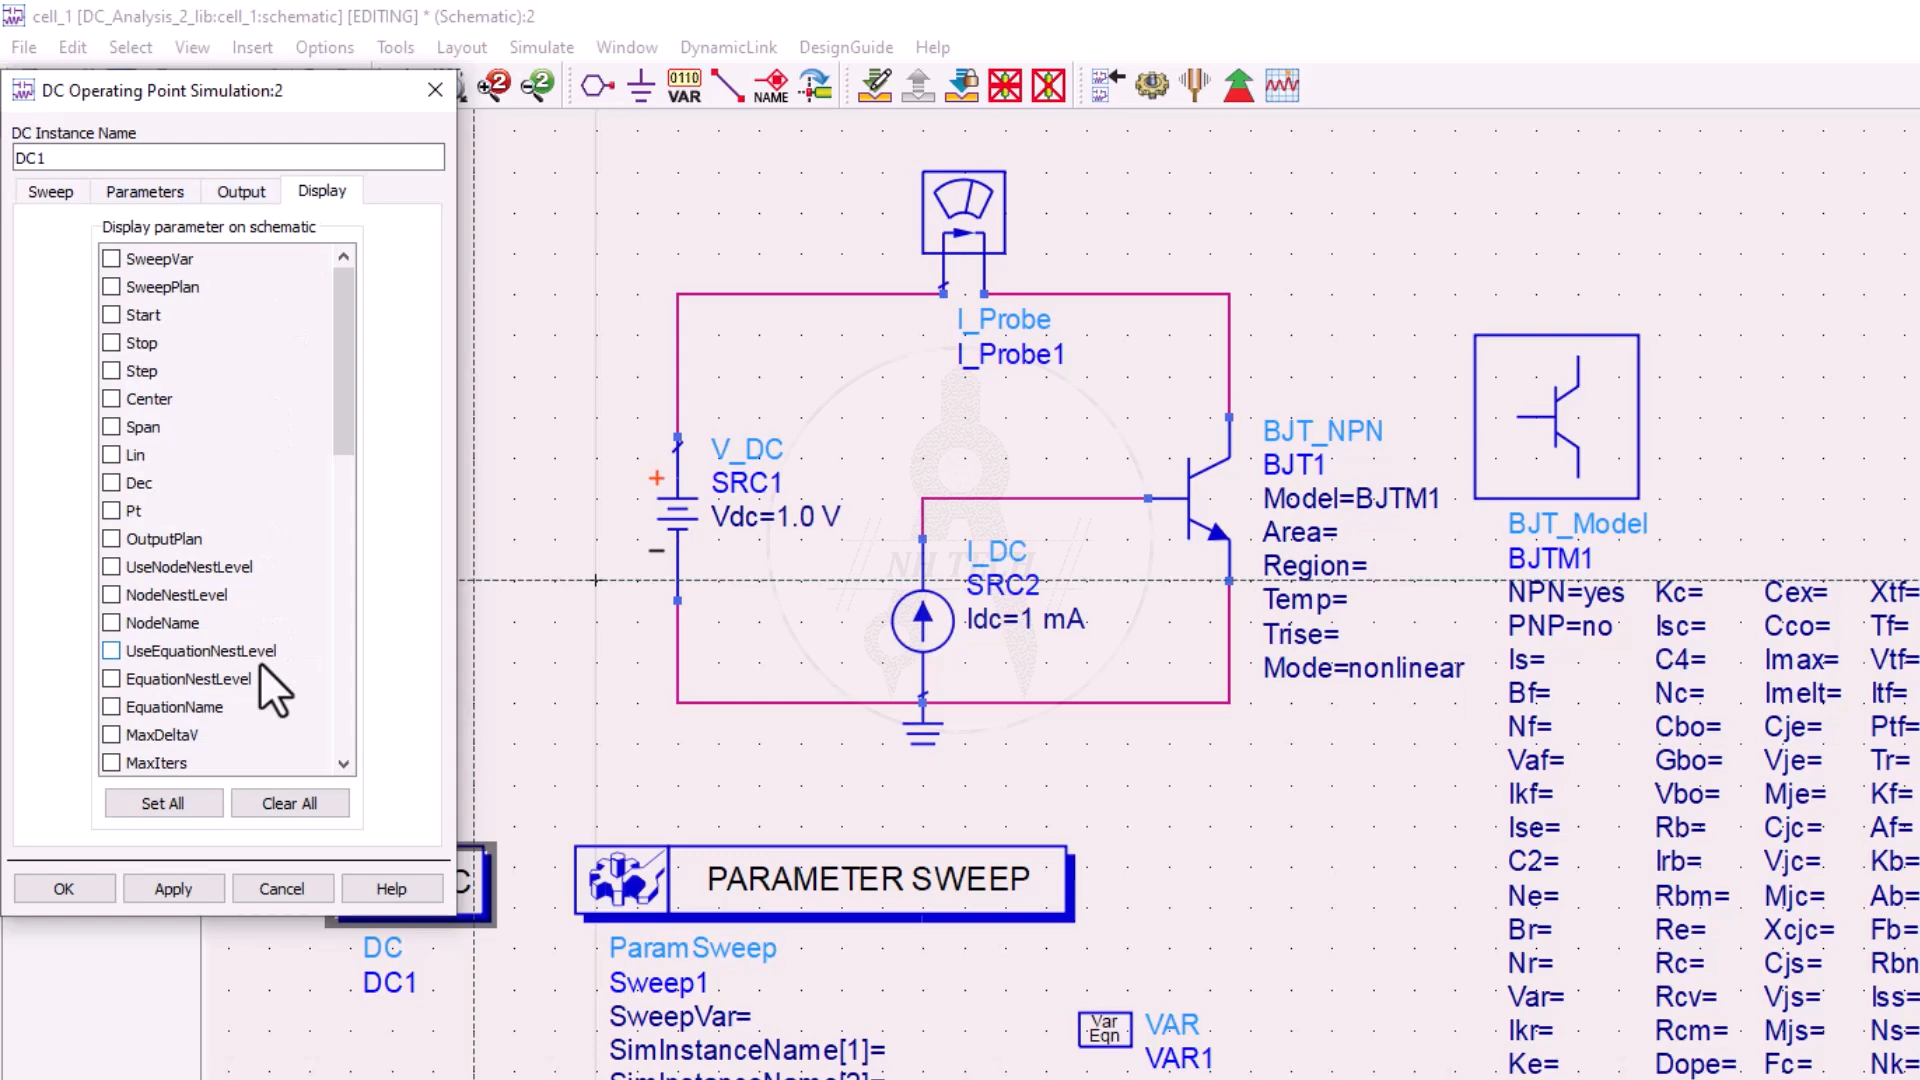 cell_1 [DC_Analysis_2_lib:cell_1:schematic] [EDITING] * (Schematic):2
File Edit Select View Insert Options Tools Layout Simulate Window DynamicLink DesignGuide Help
2 2 0110 VAR NAME
DC Operating Point Simulation:2
DC Instance Name
DC1
Sweep Parameters Output Display
Display parameter on schematic
SweepVar
SweepPlan
Start
Stop
Step
Center
Span
Lin
Dec
Pt
OutputPlan
UseNodeNestLevel
NodeNestLevel
NodeName
UseEquationNestLevel
EquationNestLevel
EquationName
MaxDeltaV
MaxIters
Set All Clear All
OK Apply Cancel Help
C
DC
DC1
I_Probe
I_Probe1
V_DC
SRC1
Vdc=1.0 V
+
−
NH TECH
I_DC
SRC2
Idc=1 mA
BJT_NPN
BJT1
Model=BJTM1
Area=
Region=
Temp=
Trise=
Mode=nonlinear
PARAMETER SWEEP
ParamSweep
Sweep1
SweepVar=
SimInstanceName[1]=
SimInstanceName[2]=
Var
Eqn
VAR
VAR1
BJT_Model
BJTM1
NPN=yes Kc= Cex= Xtf=
PNP=no Isc= Cco= Tf=
Is= C4= Imax= Vtf=
Bf= Nc= Imelt= Itf=
Nf= Cbo= Cje= Ptf=
Vaf= Gbo= Vje= Tr=
Ikf= Vbo= Mje= Kf=
Ise= Rb= Cjc= Af=
C2= Irb= Vjc= Kb=
Ne= Rbm= Mjc= Ab=
Br= Re= Xcjc= Fb=
Nr= Rc= Cjs= Rbn
Var= Rcv= Vjs= Iss=
Ikr= Rcm= Mjs= Ns=
Ke= Dope= Fc= Nk=